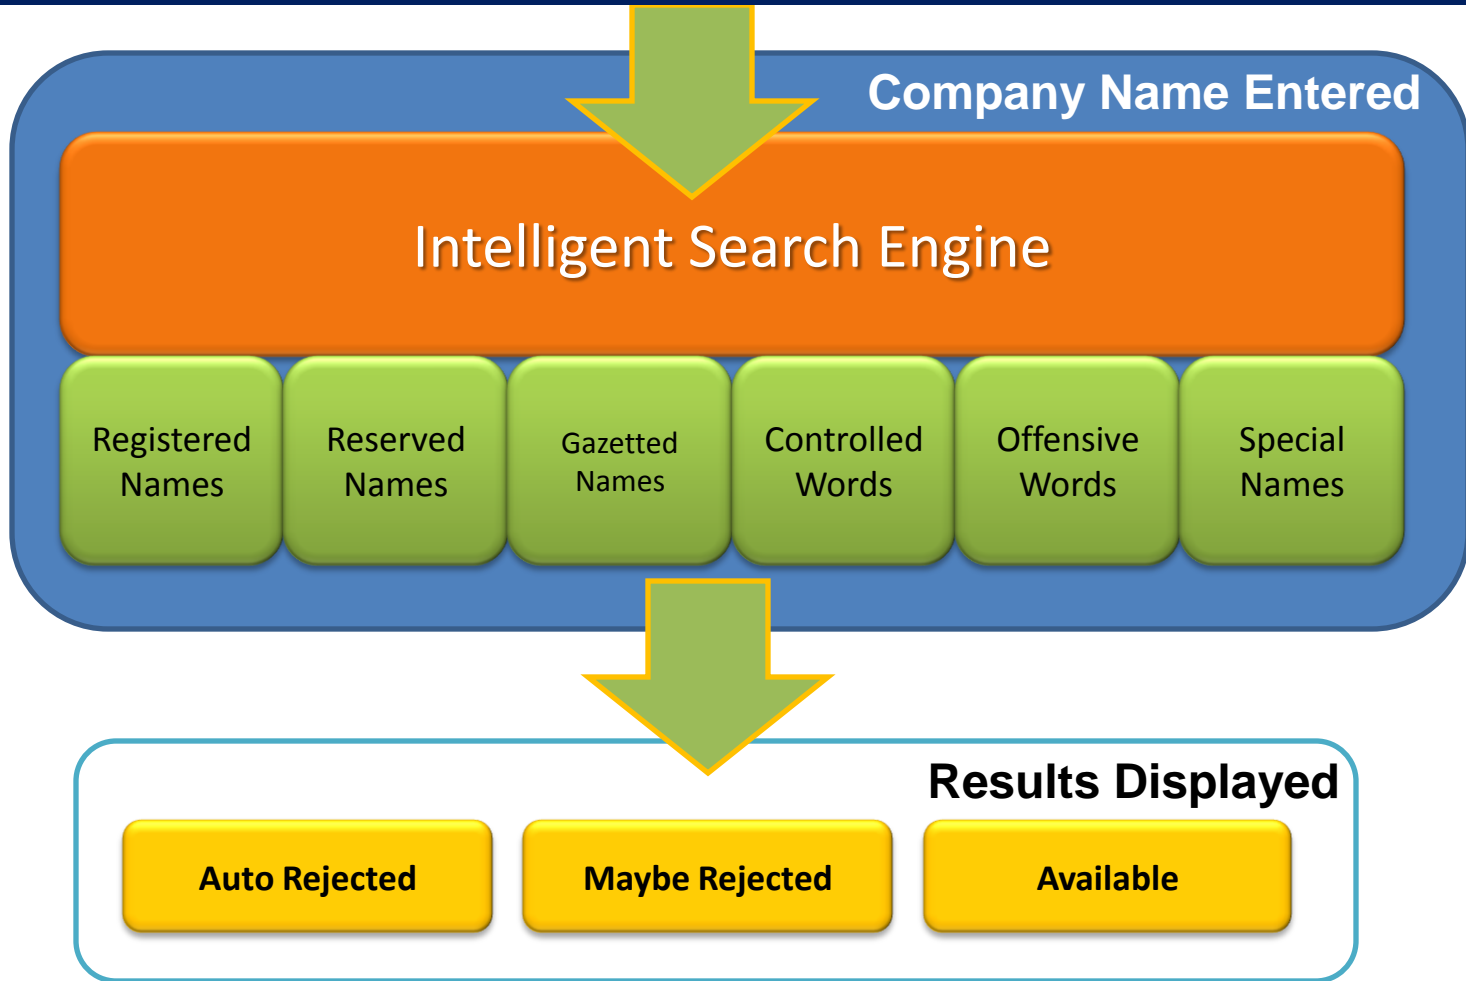 Company Name Entered
Intelligent Search Engine
Registered
Names
Reserved
Names
Gazetted
Names
Controlled
Words
Offensive
Words
Special
Names
Results Displayed
Auto Rejected
Maybe Rejected
Available